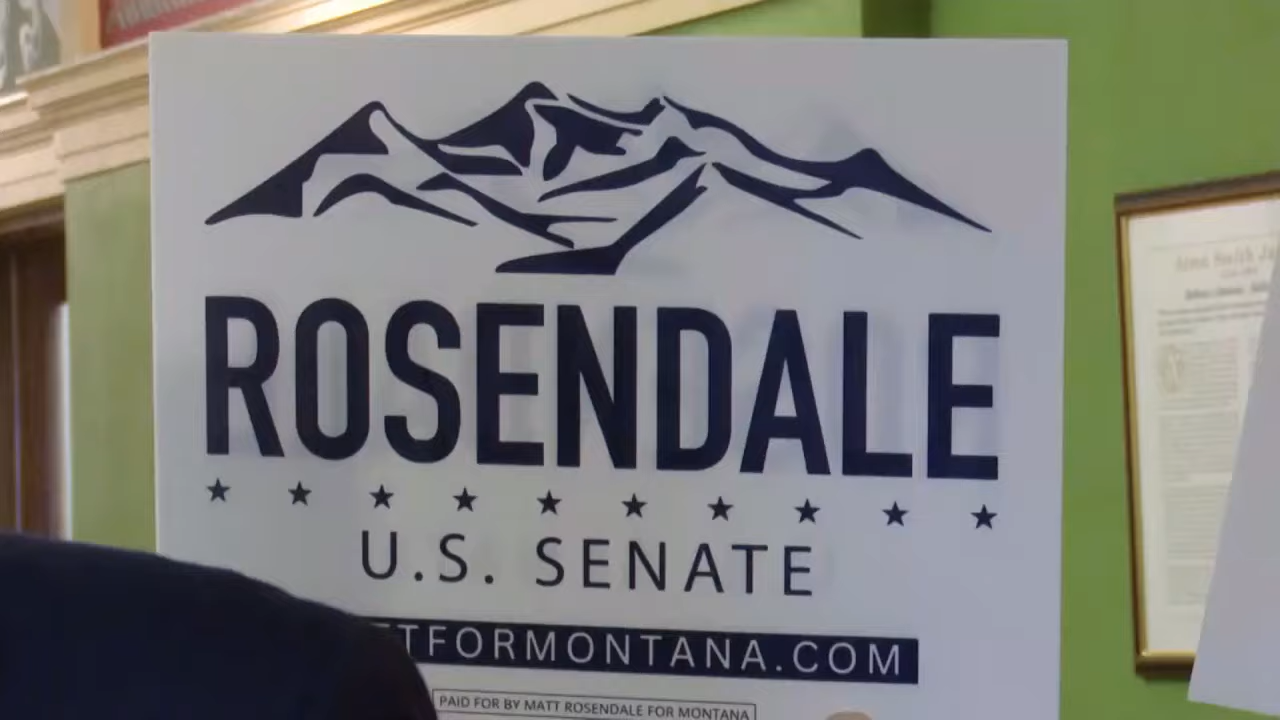 ROSENDALE
U.S. SENATE
TFORMONTANA.COM
PAID FOR BY MATT ROSENDALE FOR MONTANA